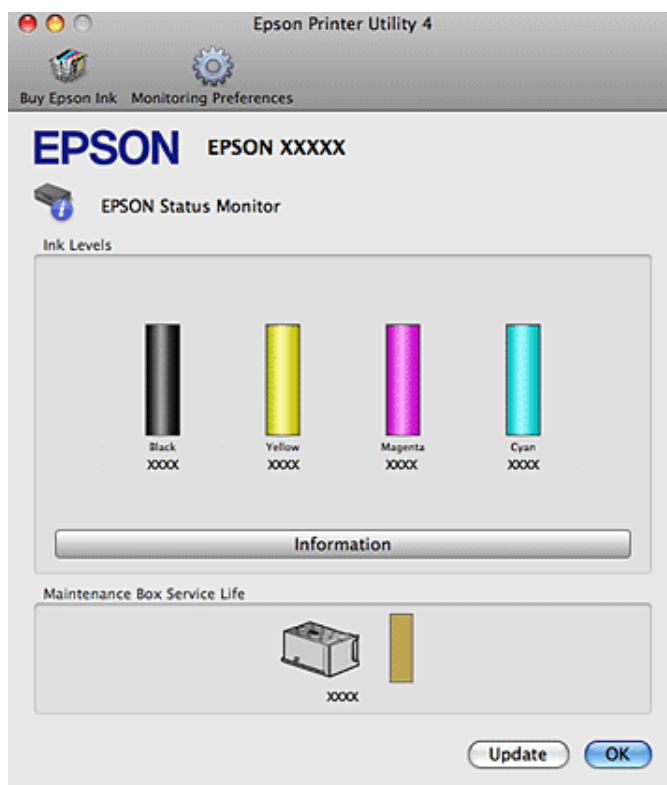 Epson Printer Utility 4
Buy Epson Ink Monitoring Preferences
EPSON EPSON XXXXX
EPSON Status Monitor
Ink Levels
Black Yellow Magenta Cyan
XXXX XXXX XXXX XXXX
Information
Maintenance Box Service Life
XXXX
Update OK